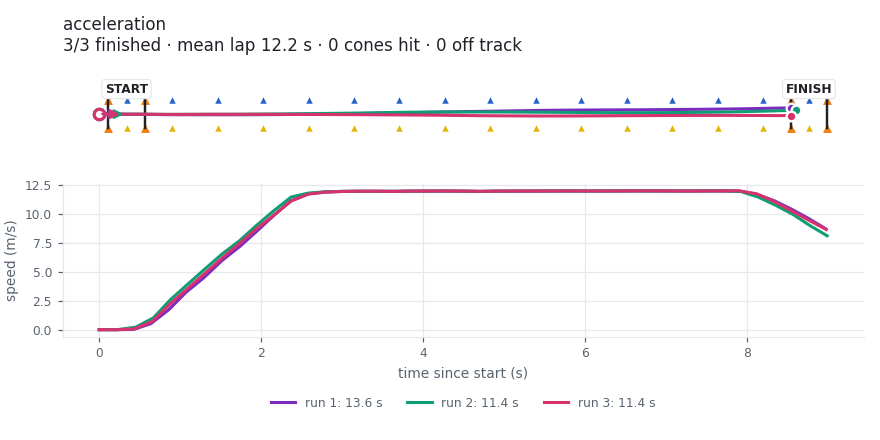 acceleration
3/3 finished · mean lap 12.2 s · 0 cones hit · 0 off track
START
FINISH
12.5
10.0
7.5
5.0
2.5
0.0
speed (m/s)
0
2
4
6
8
time since start (s)
run 1: 13.6 s
run 2: 11.4 s
run 3: 11.4 s